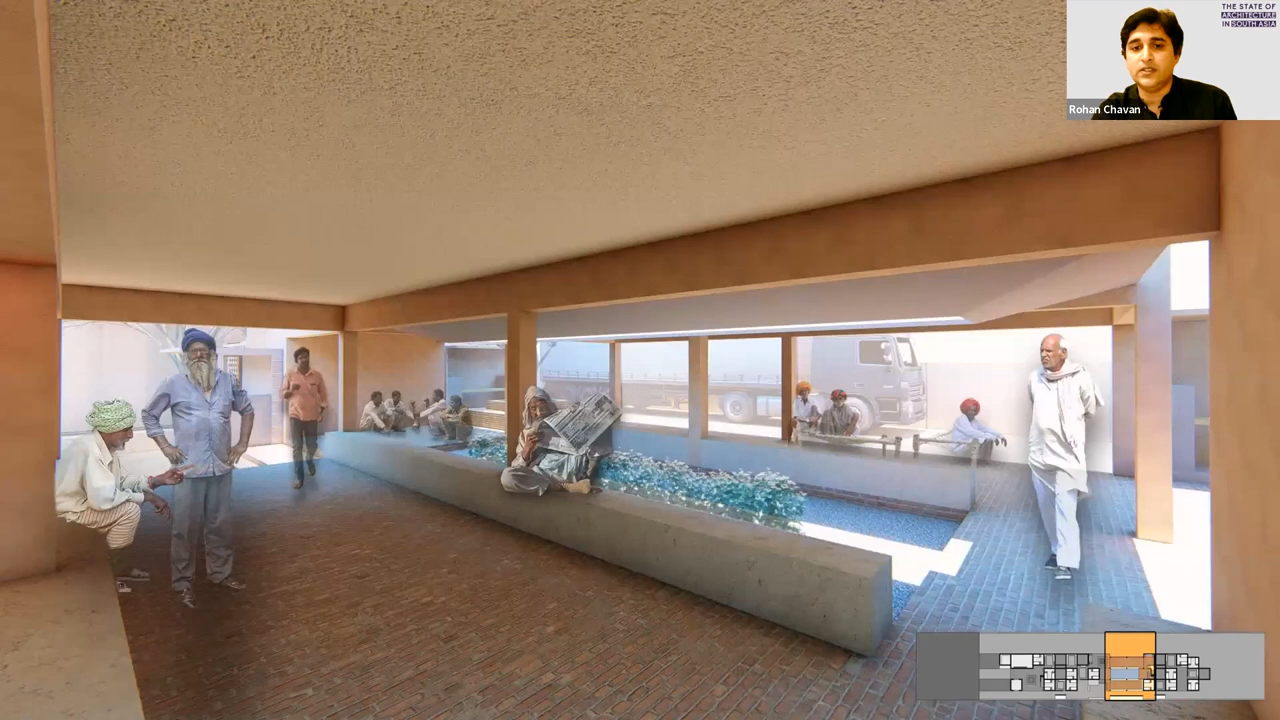 THE STATE OF
ARCHITECTURE
IN SOUTH ASIA
Rohan Chavan